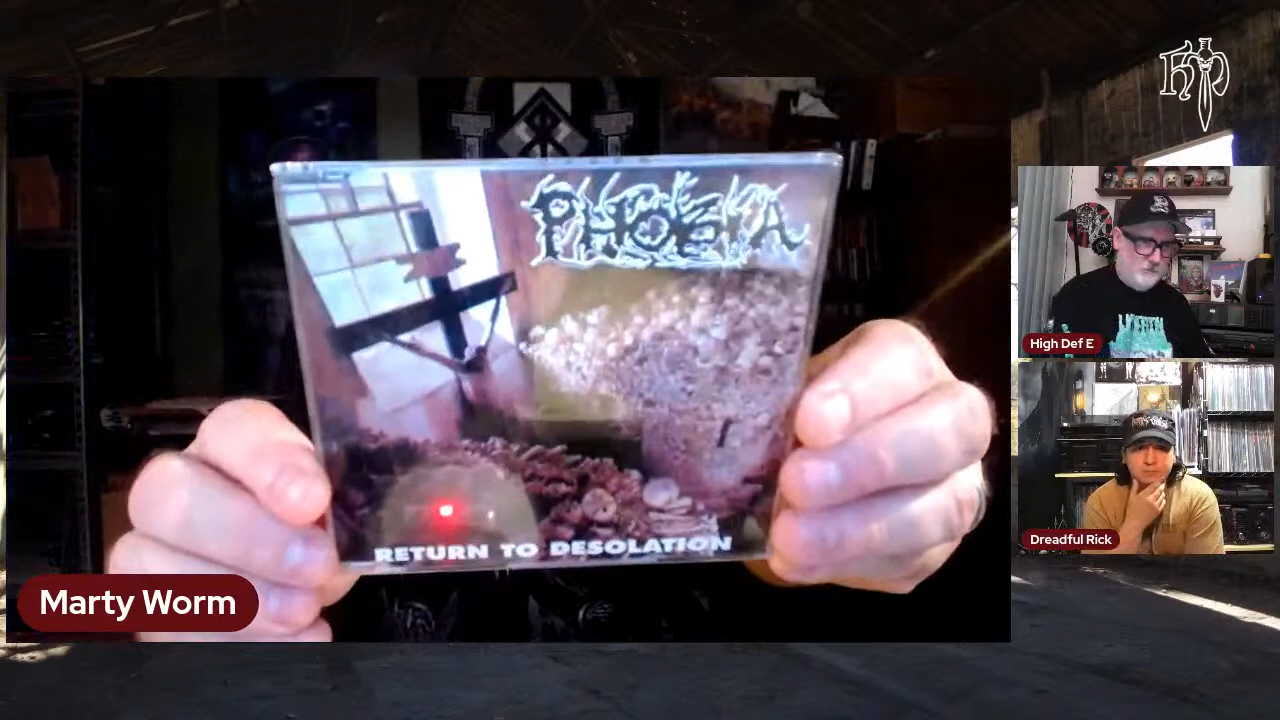 PHOBIA
RETURN TO DESOLATION
Marty Worm
High Def E
Dreadful Rick